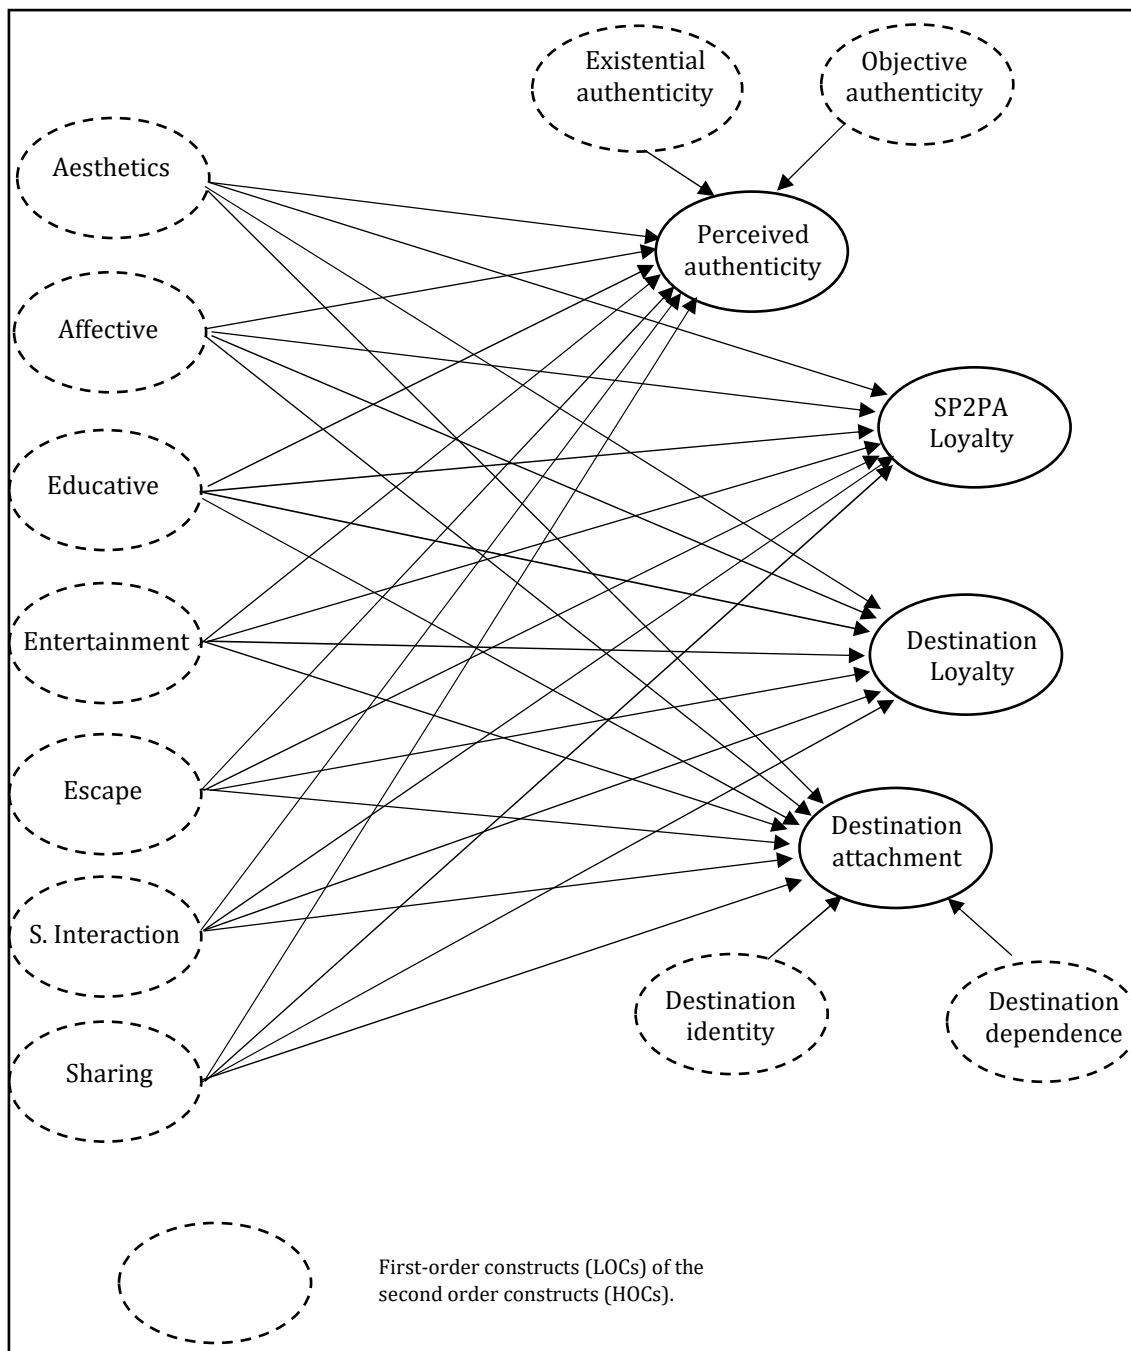 Existential
authenticity
Objective
authenticity
Aesthetics
Perceived
authenticity
Affective
SP2PA
Loyalty
Educative
Entertainment
Destination
Loyalty
Escape
Destination
attachment
S. Interaction
Destination
identity
Destination
dependence
Sharing
First-order constructs (LOCs) of the
second order constructs (HOCs).